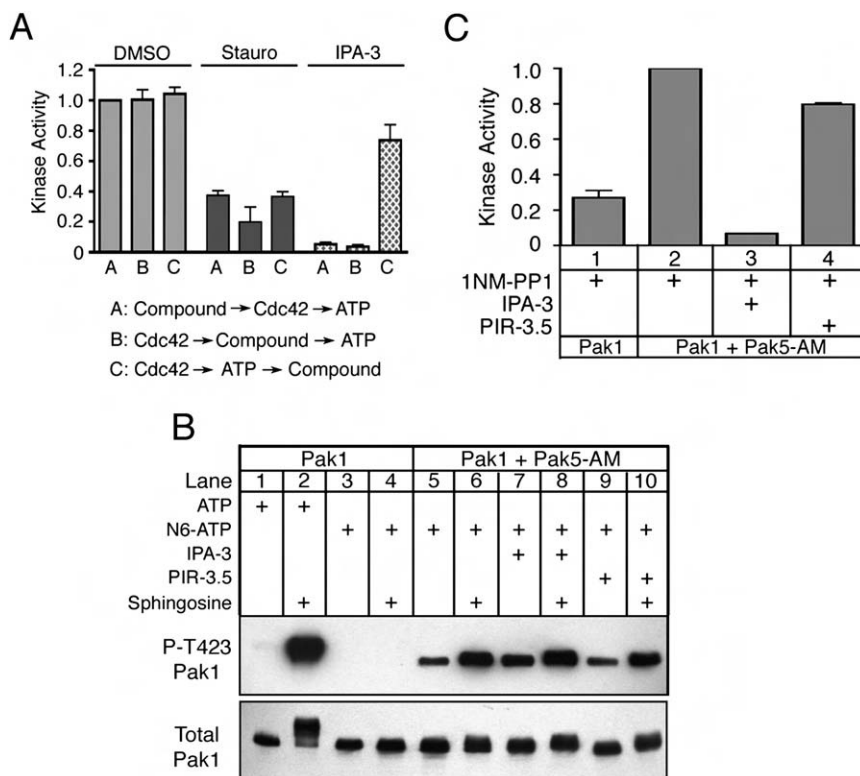 A
DMSO Stauro IPA-3
Kinase Activity
1.2
1.0
0.8
0.6
0.4
0.2
0
A B C A B C A B C
A: Compound → Cdc42 → ATP
B: Cdc42 → Compound → ATP
C: Cdc42 → ATP → Compound
C
Kinase Activity
1.0
0.8
0.6
0.4
0.2
0
1 2 3 4
1NM-PP1 + + + +
IPA-3 +
PIR-3.5 +
Pak1 Pak1 + Pak5-AM
B
Pak1 Pak1 + Pak5-AM
Lane 1 2 3 4 5 6 7 8 9 10
ATP + +
N6-ATP + + + + + + + +
IPA-3 + +
PIR-3.5 + +
Sphingosine + + + + +
P-T423
Pak1
Total
Pak1